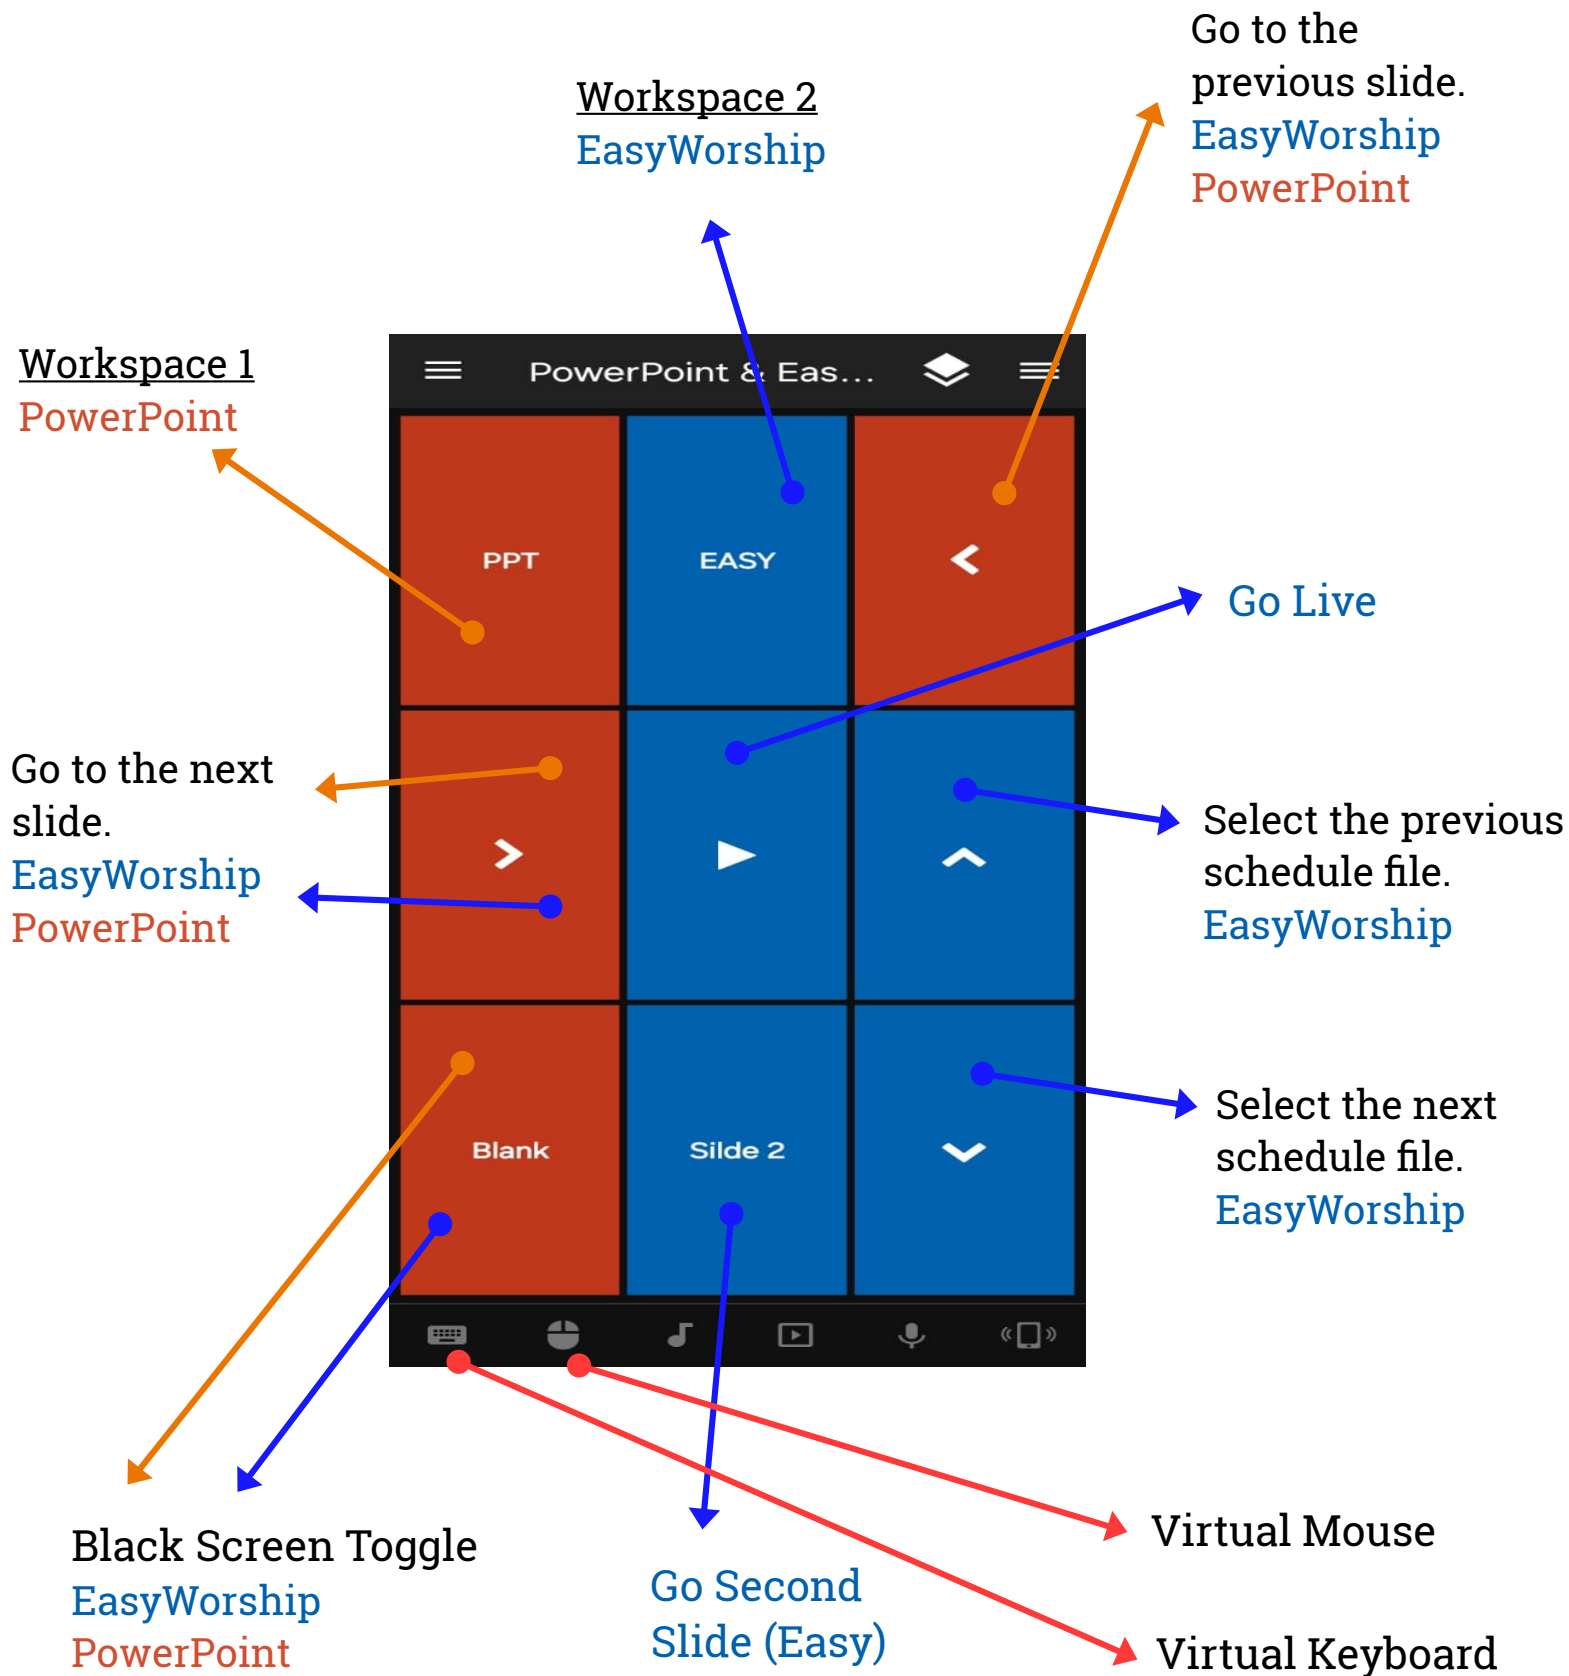 Go to the
previous slide.
EasyWorship
PowerPoint
Workspace 2
EasyWorship
Workspace 1
PowerPoint
PowerPoint & Eas...
PPT
EASY
Go Live
Go to the next
slide.
EasyWorship
PowerPoint
Select the previous
schedule file.
EasyWorship
Blank
Silde 2
Select the next
schedule file.
EasyWorship
Black Screen Toggle
EasyWorship
PowerPoint
Go Second
Slide (Easy)
Virtual Mouse
Virtual Keyboard